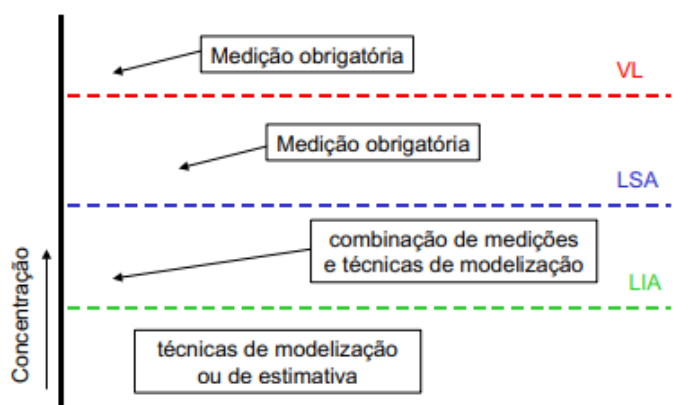 Medição obrigatória
VL
Medição obrigatória
LSA
combinação de medições
e técnicas de modelização
LIA
técnicas de modelização
ou de estimativa
Concentração